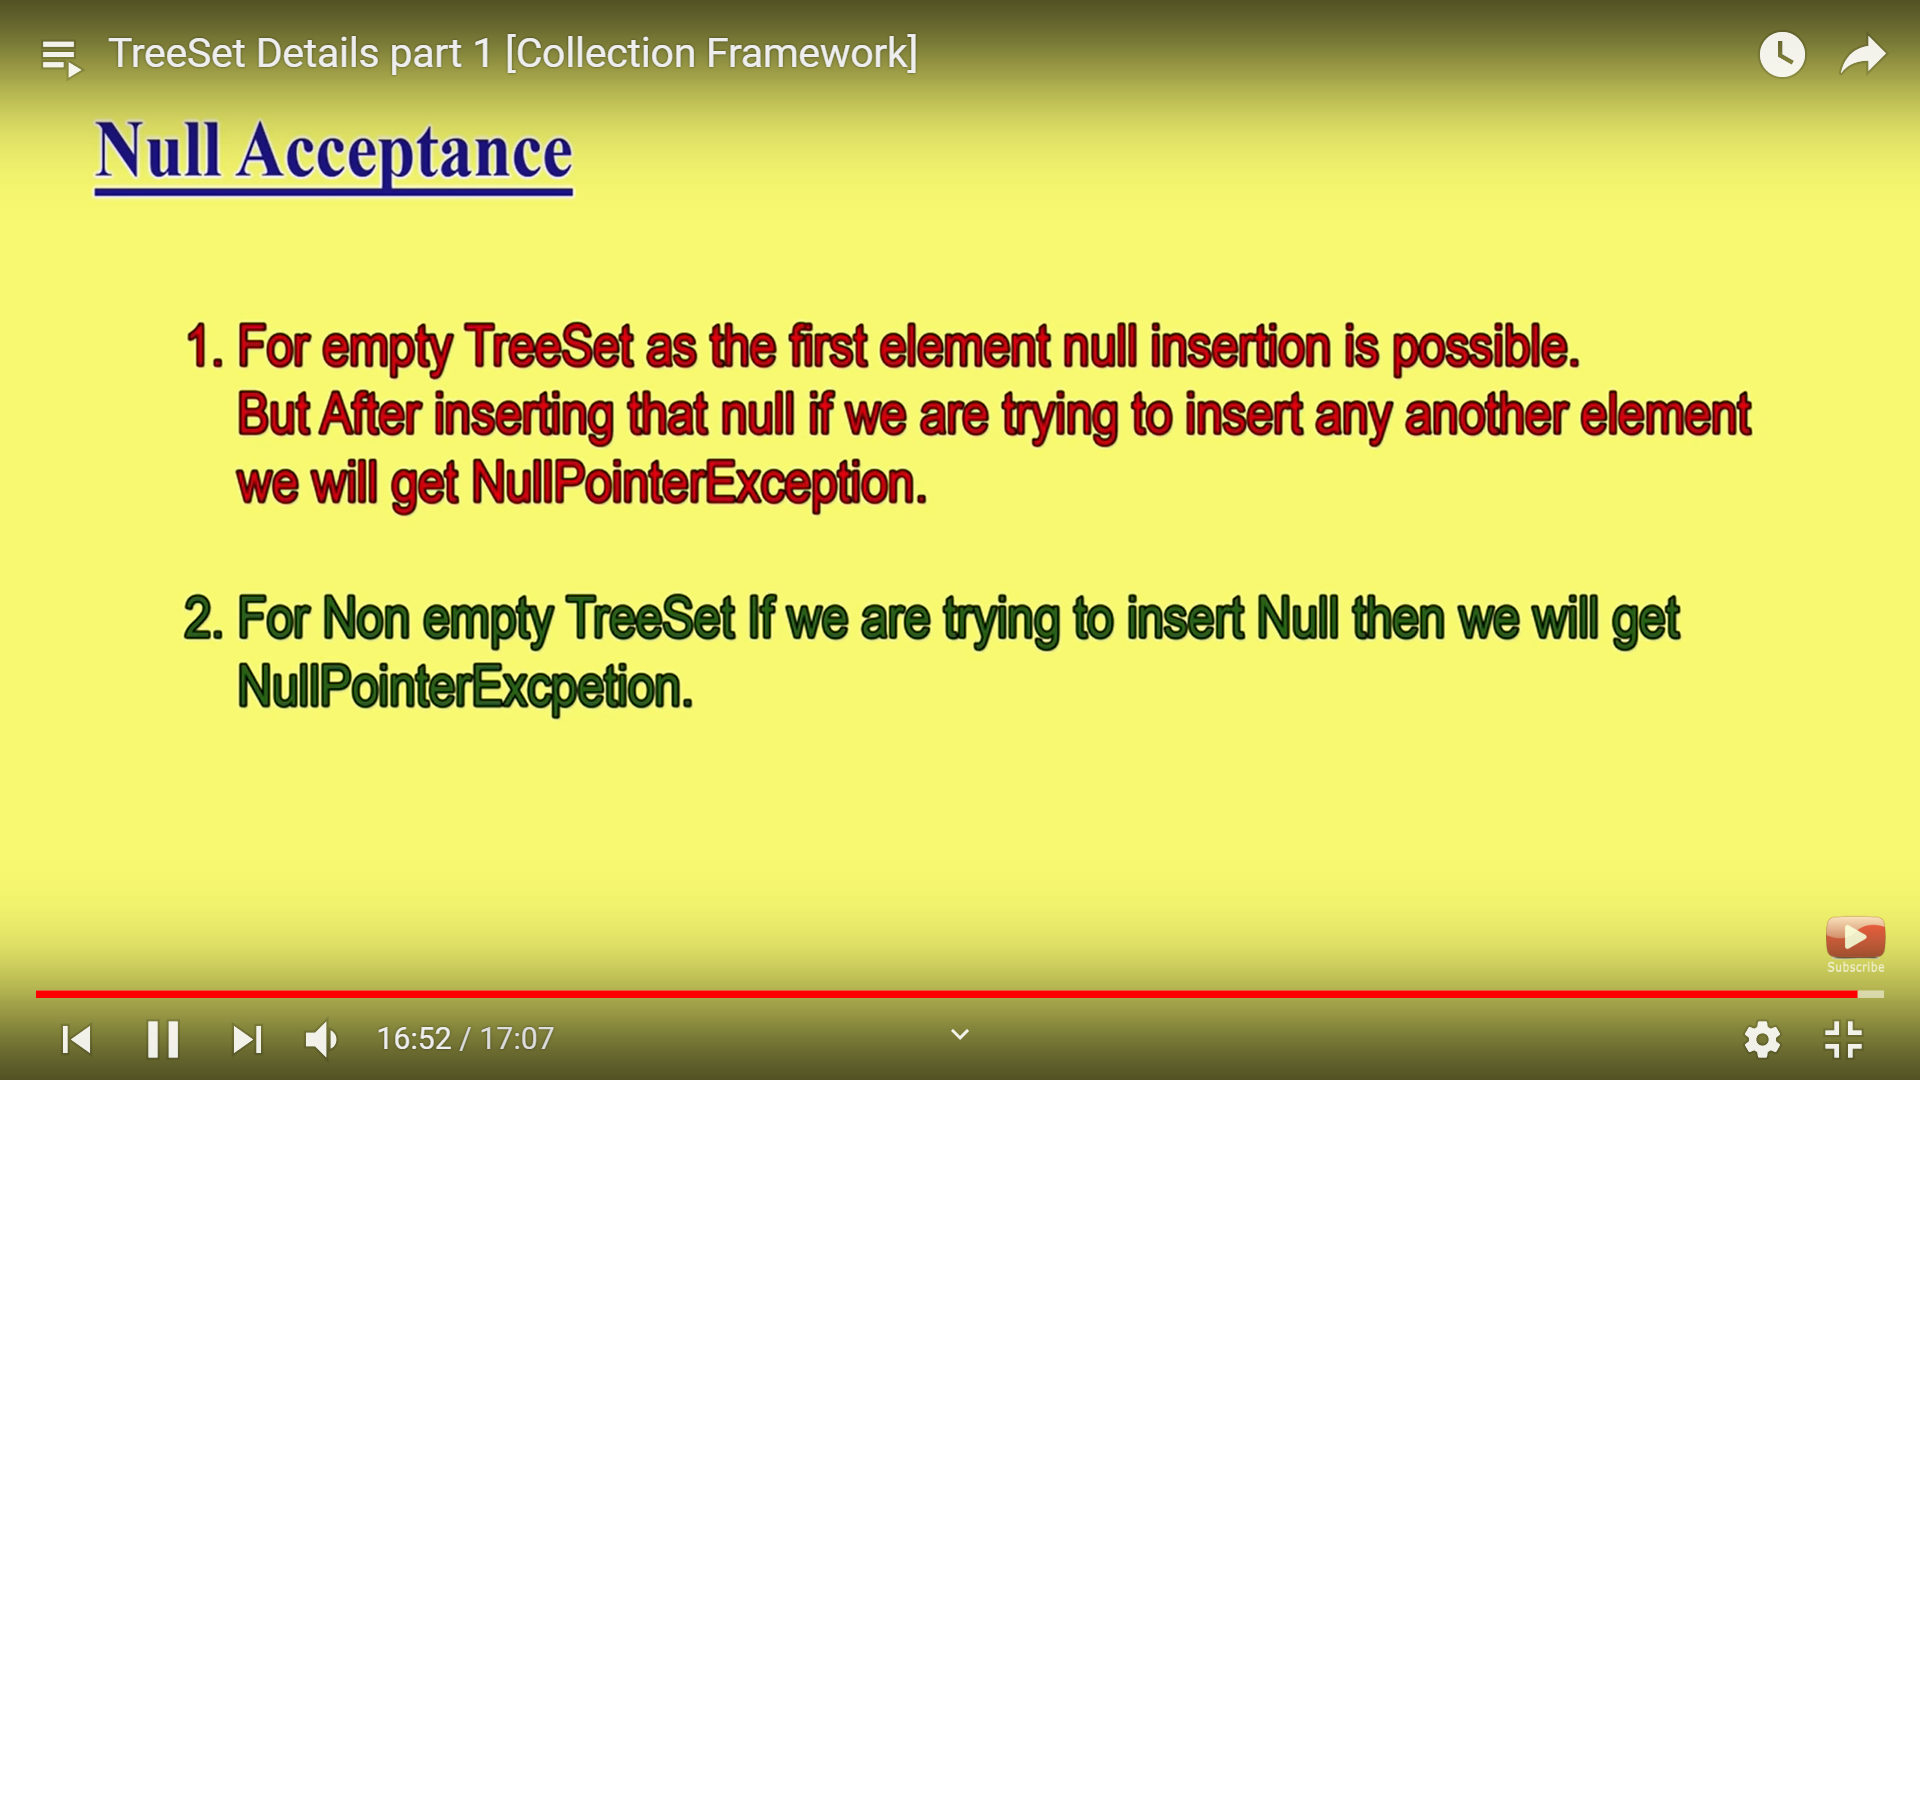 TreeSet Details part 1 [Collection Framework]
Null Acceptance
1. For empty TreeSet as the first element null insertion is possible.
But After inserting that null if we are trying to insert any another element
we will get NullPointerException.
2. For Non empty TreeSet If we are trying to insert Null then we will get
NullPointerExcpetion.
Subscribe
16:52 / 17:07